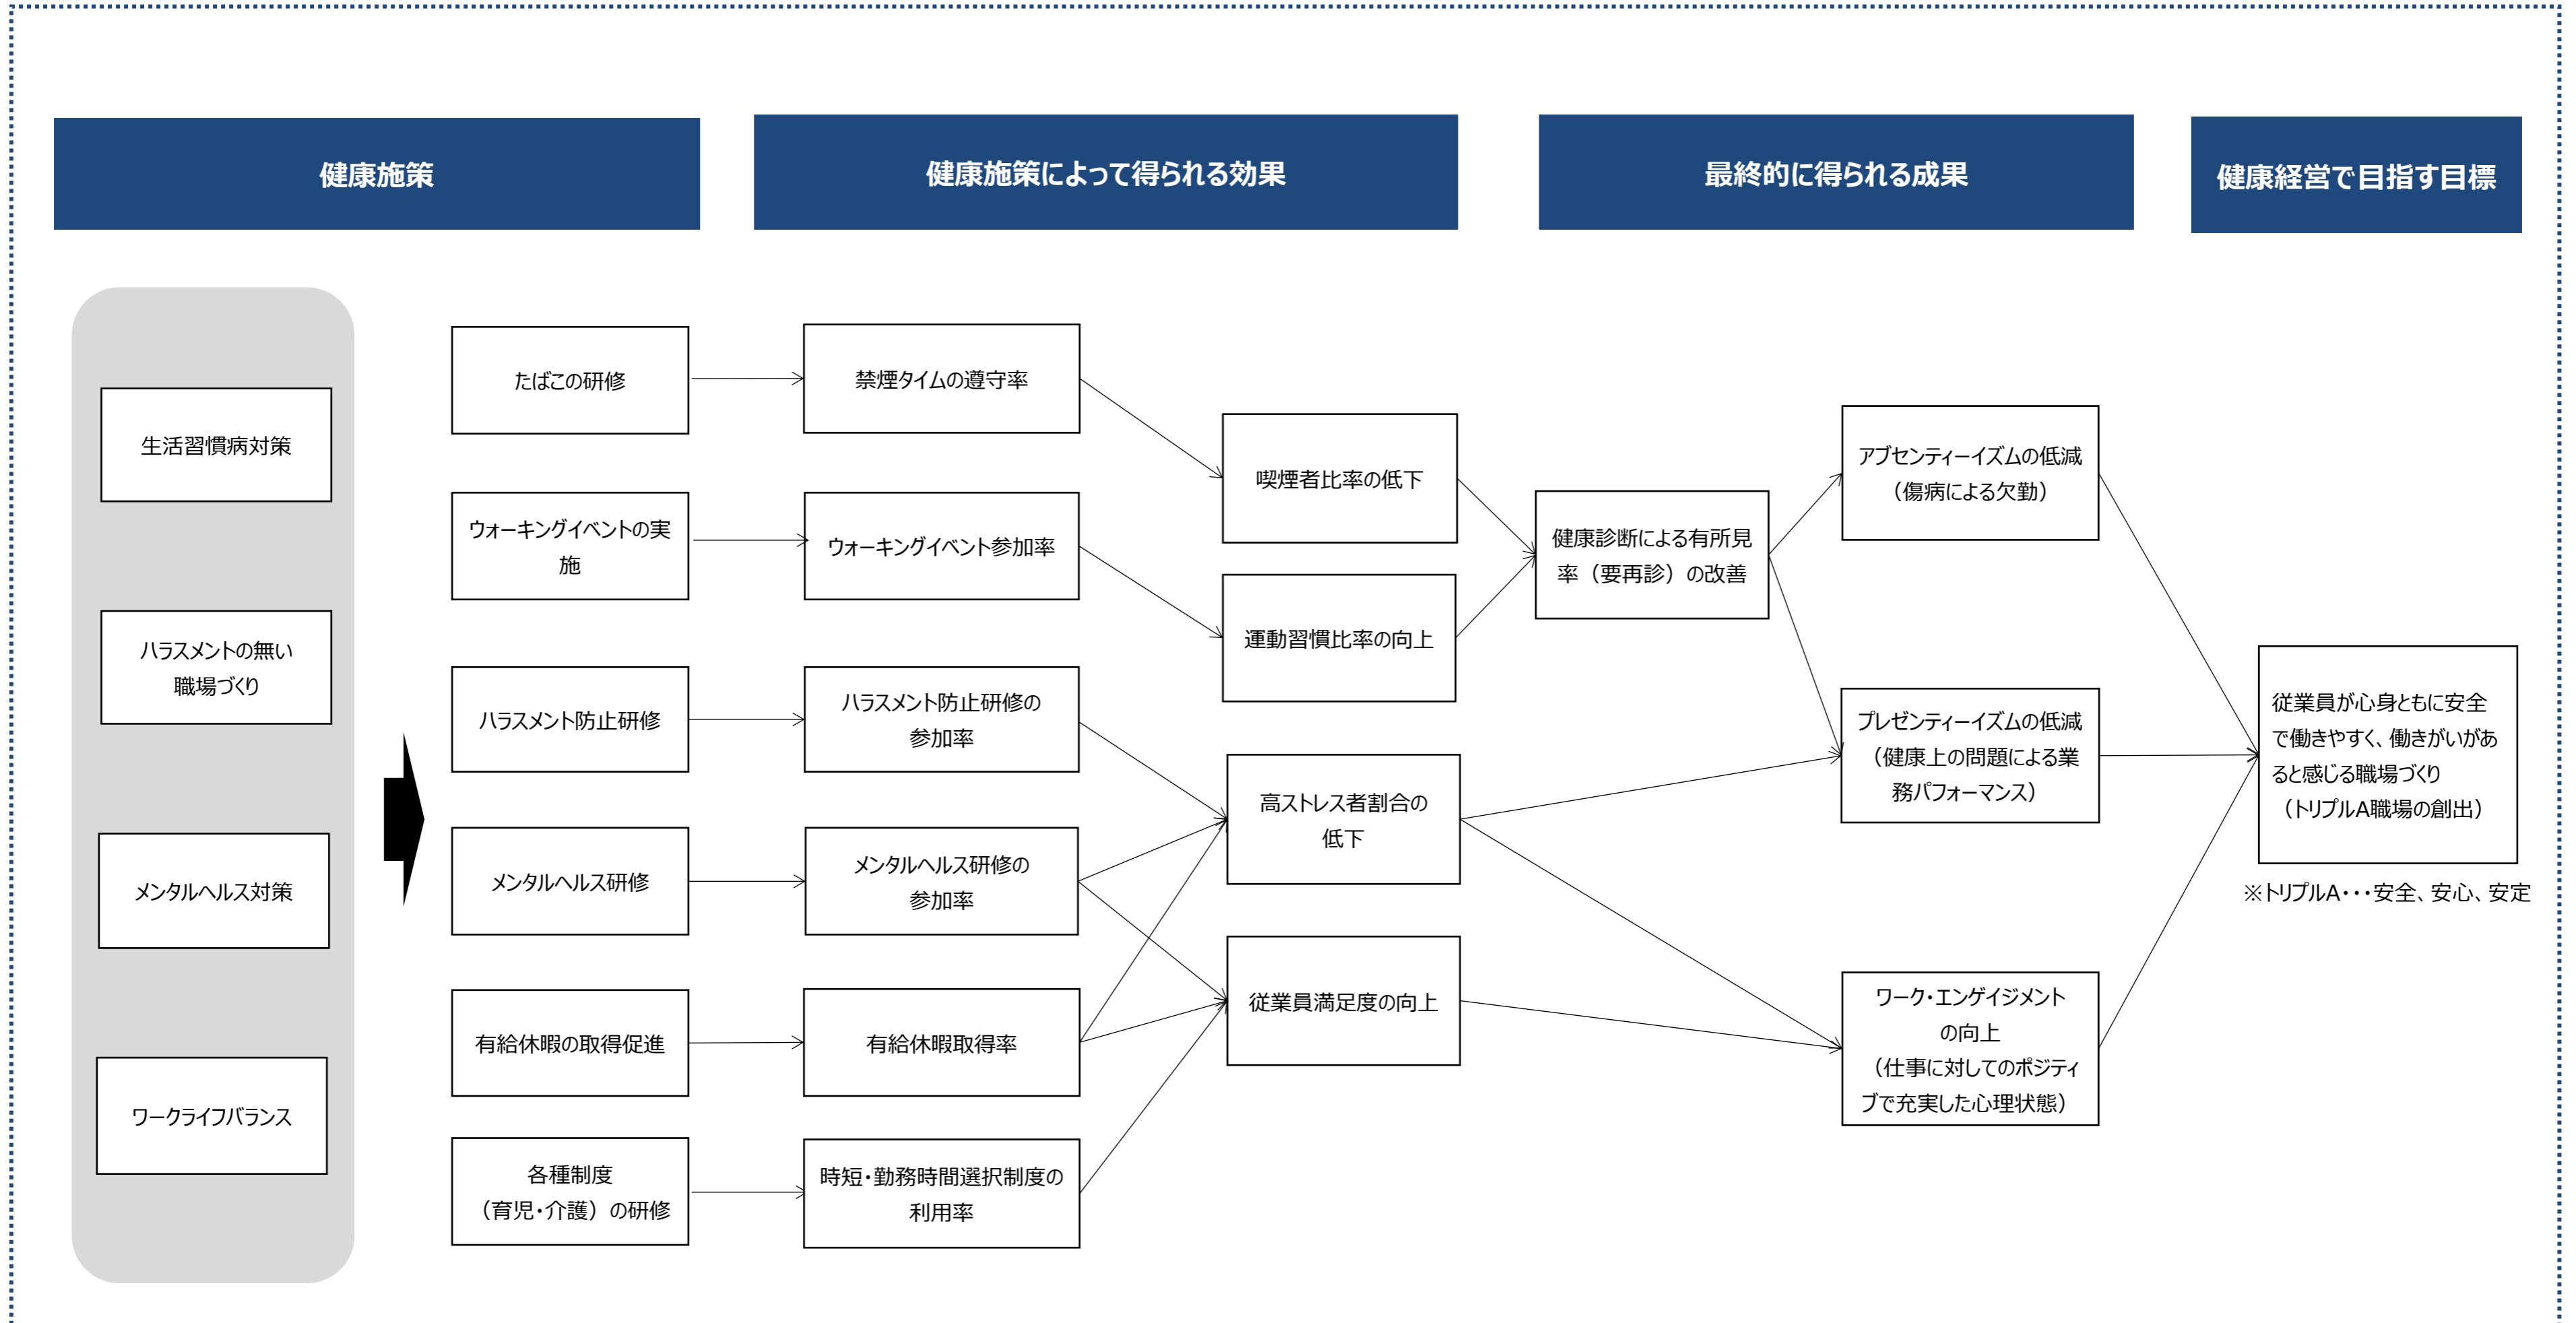 健康施策
健康施策によって得られる効果
最終的に得られる成果
健康経営で目指す目標
生活習慣病対策
ハラスメントの無い
職場づくり
メンタルヘルス対策
ワークライフバランス
たばこの研修
ウォーキングイベントの実
施
ハラスメント防止研修
メンタルヘルス研修
有給休暇の取得促進
各種制度
（育児・介護）の研修
禁煙タイムの遵守率
ウォーキングイベント参加率
ハラスメント防止研修の
参加率
メンタルヘルス研修の
参加率
有給休暇取得率
時短・勤務時間選択制度の
利用率
喫煙者比率の低下
運動習慣比率の向上
高ストレス者割合の
低下
従業員満足度の向上
健康診断による有所見
率（要再診）の改善
アブセンティーイズムの低減
（傷病による欠勤）
プレゼンティーイズムの低減
（健康上の問題による業
務パフォーマンス）
ワーク・エンゲイジメント
の向上
（仕事に対してのポジティ
ブで充実した心理状態）
従業員が心身ともに安全
で働きやすく、働きがいがあ
ると感じる職場づくり
（トリプルA職場の創出）
※トリプルA・・・安全、安心、安定